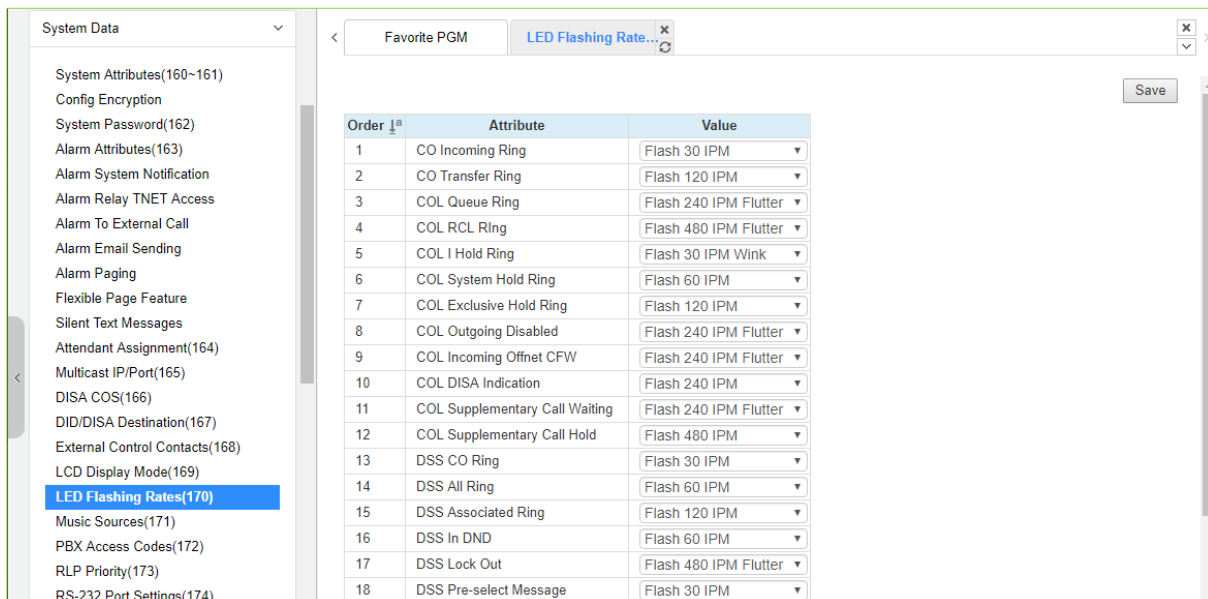 System Data
System Attributes(160~161)
Config Encryption
System Password(162)
Alarm Attributes(163)
Alarm System Notification
Alarm Relay TNET Access
Alarm To External Call
Alarm Email Sending
Alarm Paging
Flexible Page Feature
Silent Text Messages
Attendant Assignment(164)
Multicast IP/Port(165)
DISA COS(166)
DID/DISA Destination(167)
External Control Contacts(168)
LCD Display Mode(169)
LED Flashing Rates(170)
Music Sources(171)
PBX Access Codes(172)
RLP Priority(173)
RS-232 Port Settings(174)
Favorite PGM
LED Flashing Rate...
Save
Order Attribute Value
1 CO Incoming Ring Flash 30 IPM
2 CO Transfer Ring Flash 120 IPM
3 COL Queue Ring Flash 240 IPM Flutter
4 COL RCL RIng Flash 480 IPM Flutter
5 COL I Hold Ring Flash 30 IPM Wink
6 COL System Hold Ring Flash 60 IPM
7 COL Exclusive Hold Ring Flash 120 IPM
8 COL Outgoing Disabled Flash 240 IPM Flutter
9 COL Incoming Offnet CFW Flash 240 IPM Flutter
10 COL DISA Indication Flash 240 IPM
11 COL Supplementary Call Waiting Flash 240 IPM Flutter
12 COL Supplementary Call Hold Flash 480 IPM
13 DSS CO Ring Flash 30 IPM
14 DSS All Ring Flash 60 IPM
15 DSS Associated Ring Flash 120 IPM
16 DSS In DND Flash 60 IPM
17 DSS Lock Out Flash 480 IPM Flutter
18 DSS Pre-select Message Flash 30 IPM